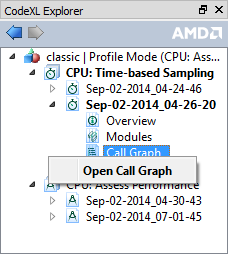 CodeXL Explorer
AMD
classic | Profile Mode (CPU: Ass...
CPU: Time-based Sampling
Sep-02-2014_04-24-46
Sep-02-2014_04-26-20
Overview
Modules
Call Graph
Open Call Graph
CPU: Assess Performance
Sep-02-2014_04-30-43
Sep-02-2014_07-01-45